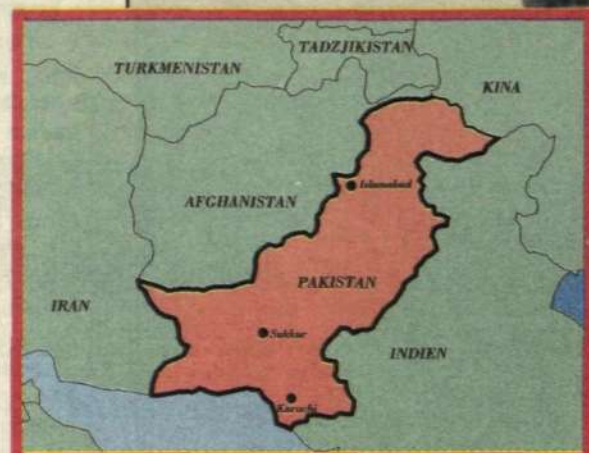 TADZJIKISTAN
TURKMENISTAN
KINA
Islamabad
AFGHANISTAN
PAKISTAN
IRAN
Sukkur
INDIEN
Karachi